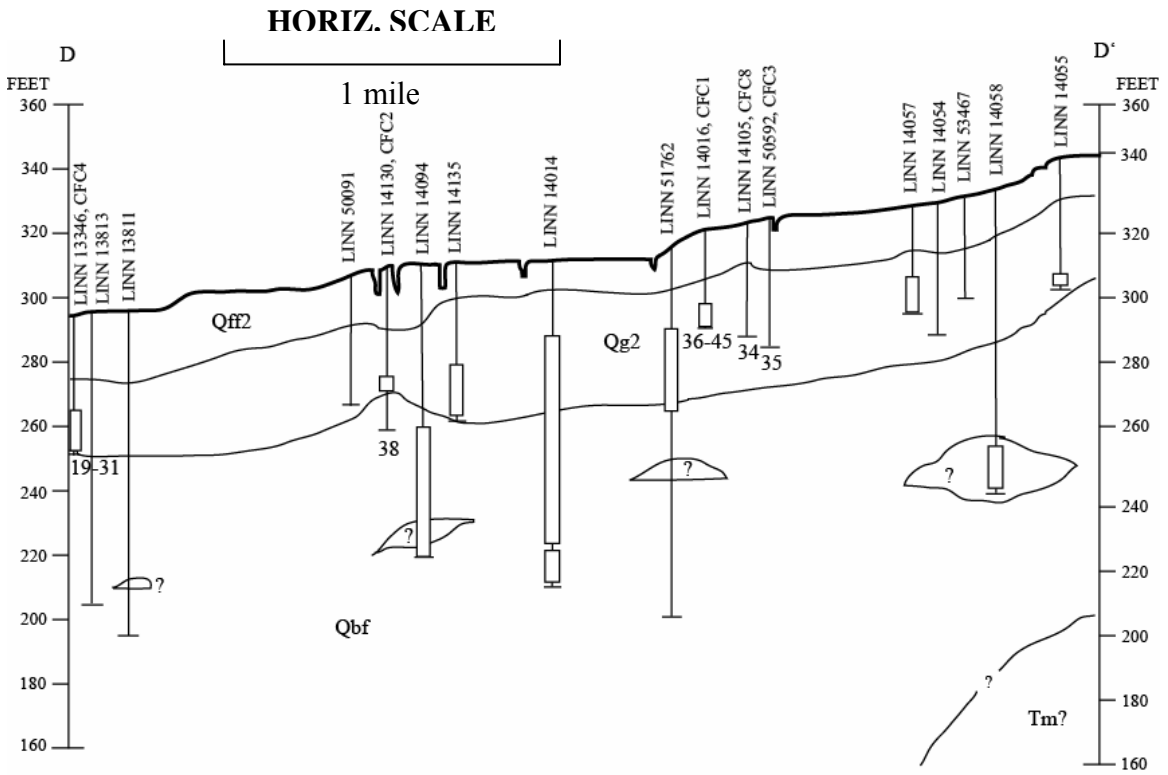 HORIZ. SCALE
1 mile
D
D'
FEET
FEET
360
340
320
300
280
260
240
220
200
180
160
360
340
320
300
280
260
240
220
200
180
160
LINN 13346, CFC4
LINN 13813
LINN 13811
LINN 50091
LINN 14130, CFC2
LINN 14094
LINN 14135
LINN 14014
LINN 51762
LINN 14016, CFC1
LINN 14105, CFC8
LINN 50592, CFC3
LINN 14057
LINN 14054
LINN 53467
LINN 14058
LINN 14055
Qff2
Qg2
36-45
34
35
38
19-31
?
?
?
?
Qbf
?
Tm?